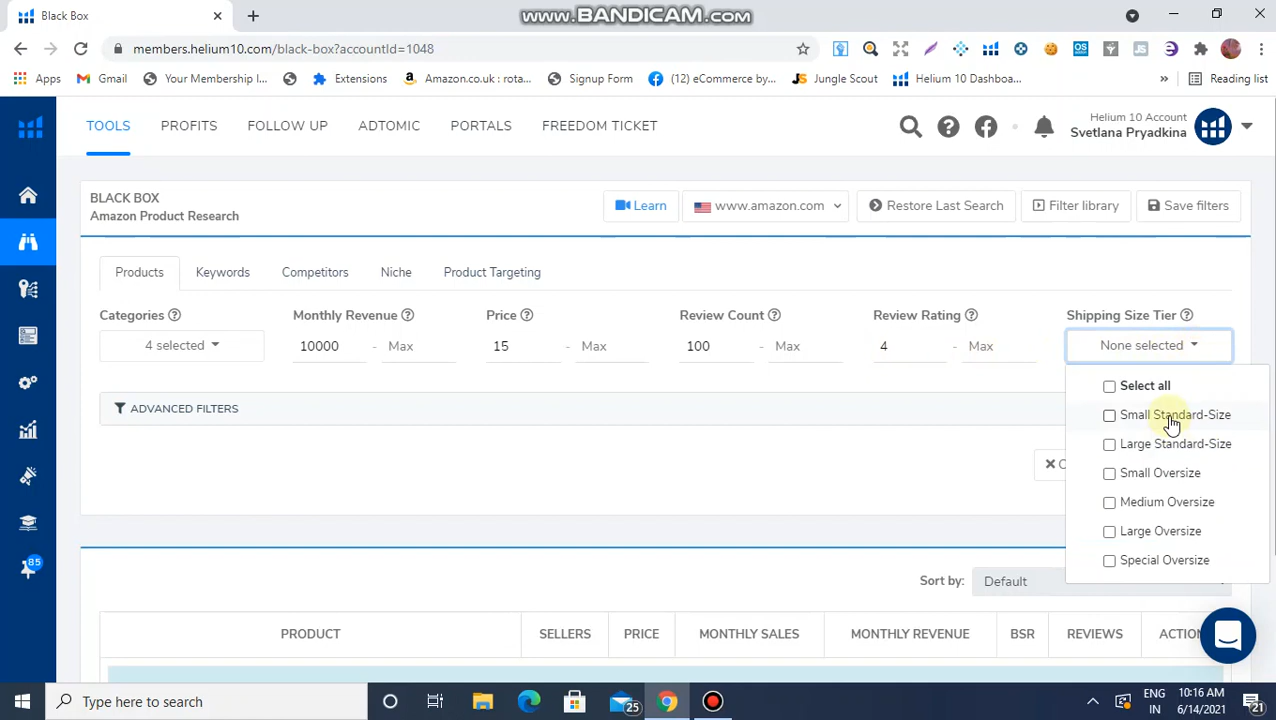 Black Box
www.BANDICAM.com
members.helium10.com/black-box?accountId=1048
Apps
Gmail
Your Membership I...
Extensions
Amazon.co.uk : rota...
Signup Form
(12) eCommerce by...
Jungle Scout
Helium 10 Dashboa...
»
Reading list
TOOLS
PROFITS
FOLLOW UP
ADTOMIC
PORTALS
FREEDOM TICKET
Helium 10 Account
Svetlana Pryadkina
BLACK BOX
Amazon Product Research
Learn
www.amazon.com
Restore Last Search
Filter library
Save filters
Products
Keywords
Competitors
Niche
Product Targeting
Categories
Monthly Revenue
Price
Review Count
Review Rating
Shipping Size Tier
4 selected
10000 - Max
15 - Max
100 - Max
4 - Max
None selected
Select all
Small Standard-Size
Large Standard-Size
Small Oversize
Medium Oversize
Large Oversize
Special Oversize
ADVANCED FILTERS
Sort by:
Default
PRODUCT
SELLERS
PRICE
MONTHLY SALES
MONTHLY REVENUE
BSR
REVIEWS
85
Type here to search
25
ENG
IN
10:16 AM
6/14/2021
21